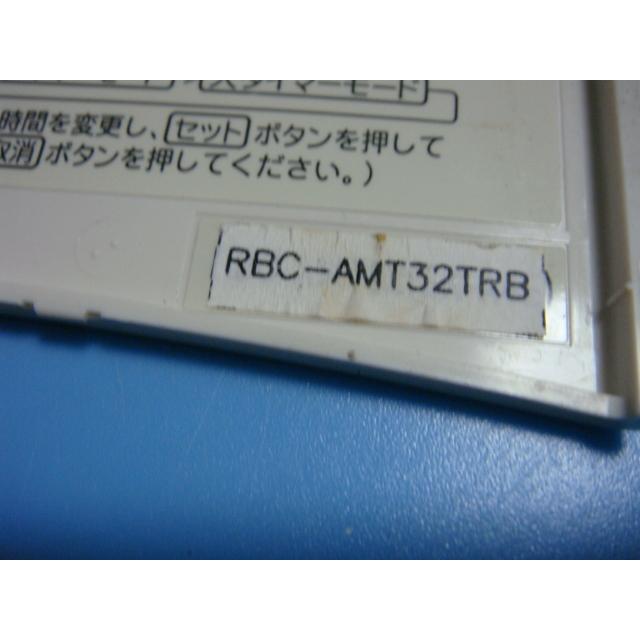 スタイマーモード
時間を変更し、セットボタンを押して
取消ボタンを押してください。)
RBC-AMT32TRB